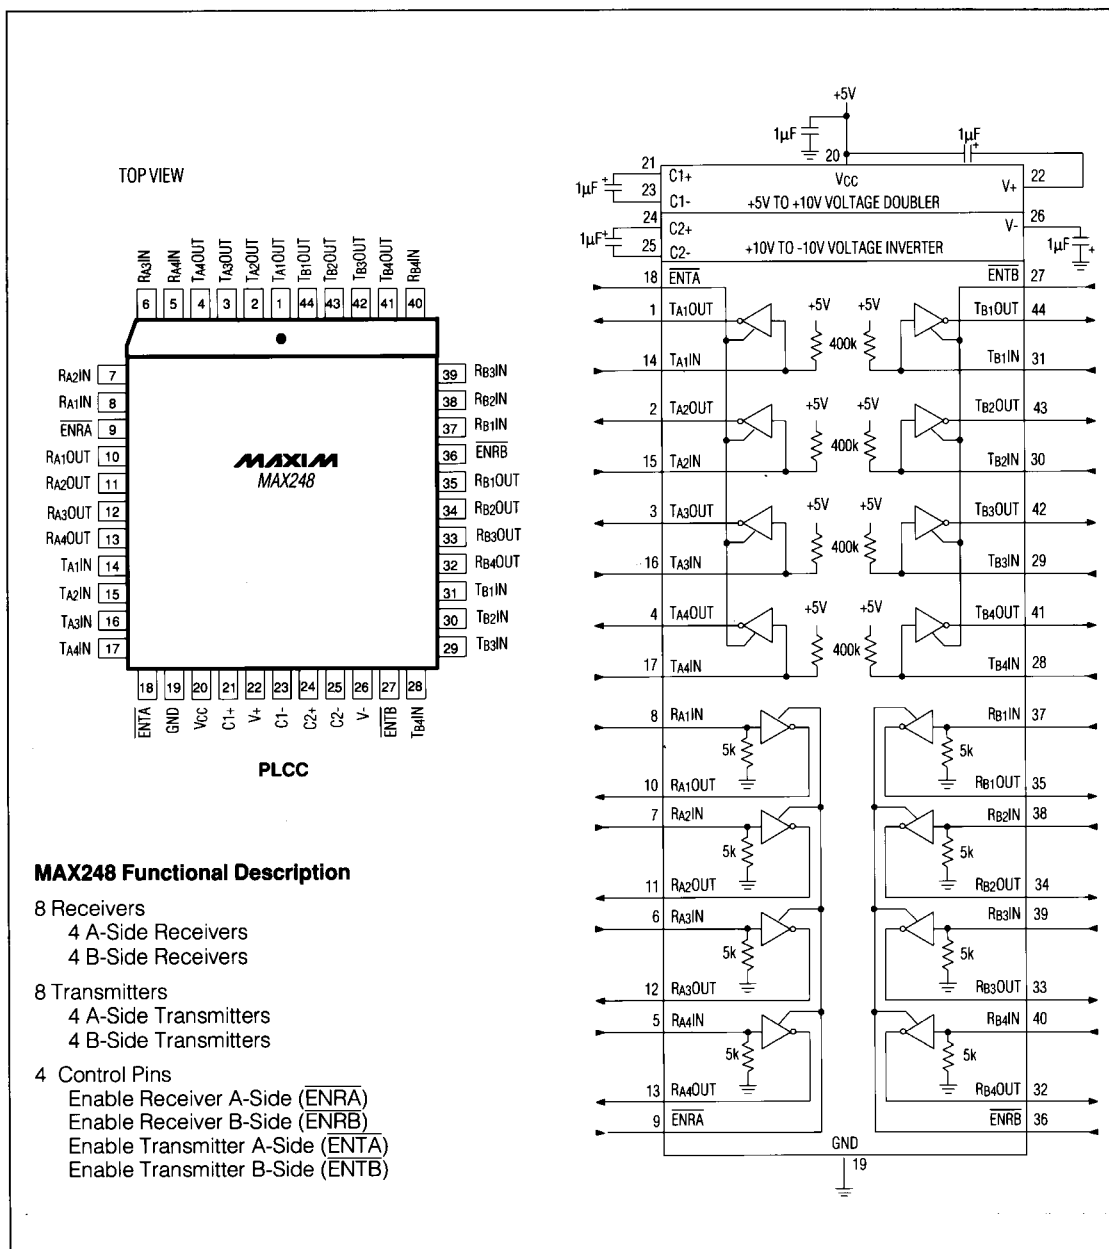 TOP VIEW
RA3IN
RA4IN
TA4OUT
TA3OUT
TA2OUT
TA1OUT
TB1OUT
TB2OUT
TB3OUT
TB4OUT
RB4IN
6 5 4 3 2 1 44 43 42 41 40
RA2IN 7
RA1IN 8
E̅N̅R̅A̅ 9
RA1OUT 10
RA2OUT 11
RA3OUT 12
RA4OUT 13
TA1IN 14
TA2IN 15
TA3IN 16
TA4IN 17
MAXIM
MAX248
39 RB3IN
38 RB2IN
37 RB1IN
36 E̅N̅R̅B̅
35 RB1OUT
34 RB2OUT
33 RB3OUT
32 RB4OUT
31 TB1IN
30 TB2IN
29 TB3IN
18 19 20 21 22 23 24 25 26 27 28
E̅N̅T̅A̅
GND
VCC
C1+
V+
C1-
C2+
C2-
V-
E̅N̅T̅B̅
TB4IN
PLCC
MAX248 Functional Description
8 Receivers
4 A-Side Receivers
4 B-Side Receivers
8 Transmitters
4 A-Side Transmitters
4 B-Side Transmitters
4 Control Pins
Enable Receiver A-Side (E̅N̅R̅A̅)
Enable Receiver B-Side (E̅N̅R̅B̅)
Enable Transmitter A-Side (E̅N̅T̅A̅)
Enable Transmitter B-Side (E̅N̅T̅B̅)
+5V
1µF
1µF +
20
21 C1+ VCC V+ 22
1µF +
23 C1- +5V TO +10V VOLTAGE DOUBLER
24 C2+ V- 26
1µF +
25 C2- +10V TO -10V VOLTAGE INVERTER
1µF +
18 E̅N̅T̅A̅ E̅N̅T̅B̅ 27
1 TA1OUT +5V +5V TB1OUT 44
400k
14 TA1IN TB1IN 31
2 TA2OUT +5V +5V TB2OUT 43
400k
15 TA2IN TB2IN 30
3 TA3OUT +5V +5V TB3OUT 42
400k
16 TA3IN TB3IN 29
4 TA4OUT +5V +5V TB4OUT 41
400k
17 TA4IN TB4IN 28
8 RA1IN RB1IN 37
5k 5k
10 RA1OUT RB1OUT 35
7 RA2IN RB2IN 38
5k 5k
11 RA2OUT RB2OUT 34
6 RA3IN RB3IN 39
5k 5k
12 RA3OUT RB3OUT 33
5 RA4IN RB4IN 40
5k 5k
13 RA4OUT RB4OUT 32
9 E̅N̅R̅A̅ E̅N̅R̅B̅ 36
GND
19